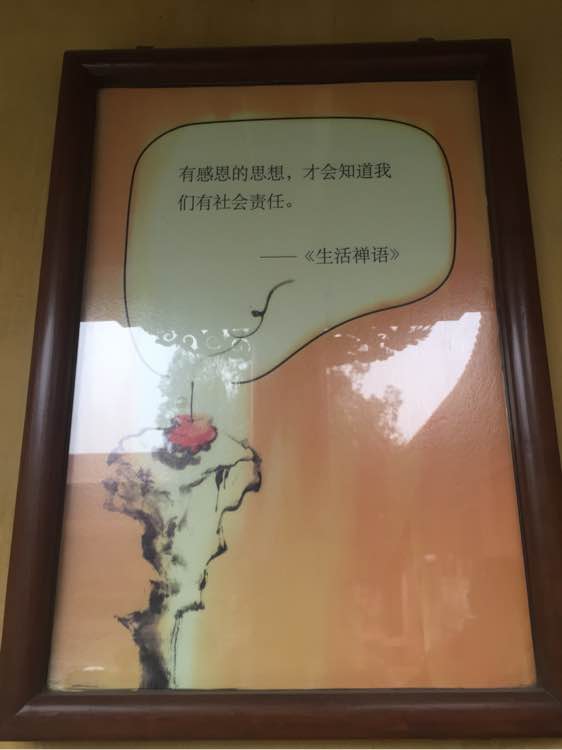 有感恩的思想，才会知道我
们有社会责任。
——《生活禅语》